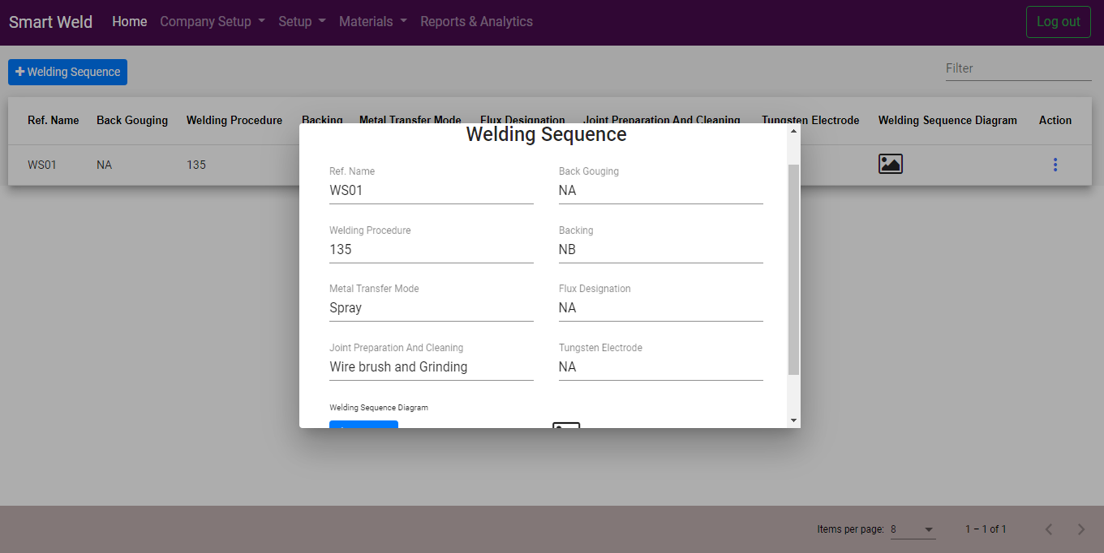 Smart Weld Home Company Setup Setup Materials Reports & Analytics Log out
+ Welding Sequence Filter
Ref. Name Back Gouging Welding Procedure Backing Metal Transfer Mode Flux Designation Joint Preparation And Cleaning Tungsten Electrode Welding Sequence Diagram Action
WS01 NA 135
Welding Sequence
Ref. Name Back Gouging
WS01 NA
Welding Procedure Backing
135 NB
Metal Transfer Mode Flux Designation
Spray NA
Joint Preparation And Cleaning Tungsten Electrode
Wire brush and Grinding NA
Welding Sequence Diagram
Items per page: 8 1 – 1 of 1